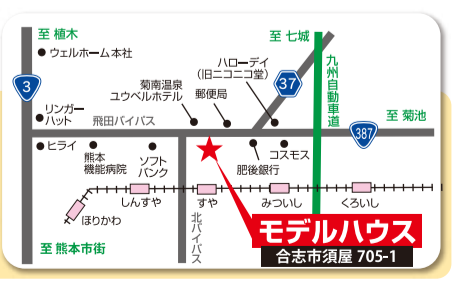 至 植木
ウェルホーム本社
至 七城
ハローデイ
(旧ニコニコ堂)
3
37
菊南温泉
ユウベルホテル
郵便局
九州自動車道
リンガー
ハット
飛田バイパス
至 菊池
387
ヒライ
熊本
機能病院
ソフト
バンク
肥後銀行
コスモス
しんすや
すや
みついし
くろいし
ほりかわ
北バイパス
至 熊本市街
モデルハウス
合志市須屋 705-1